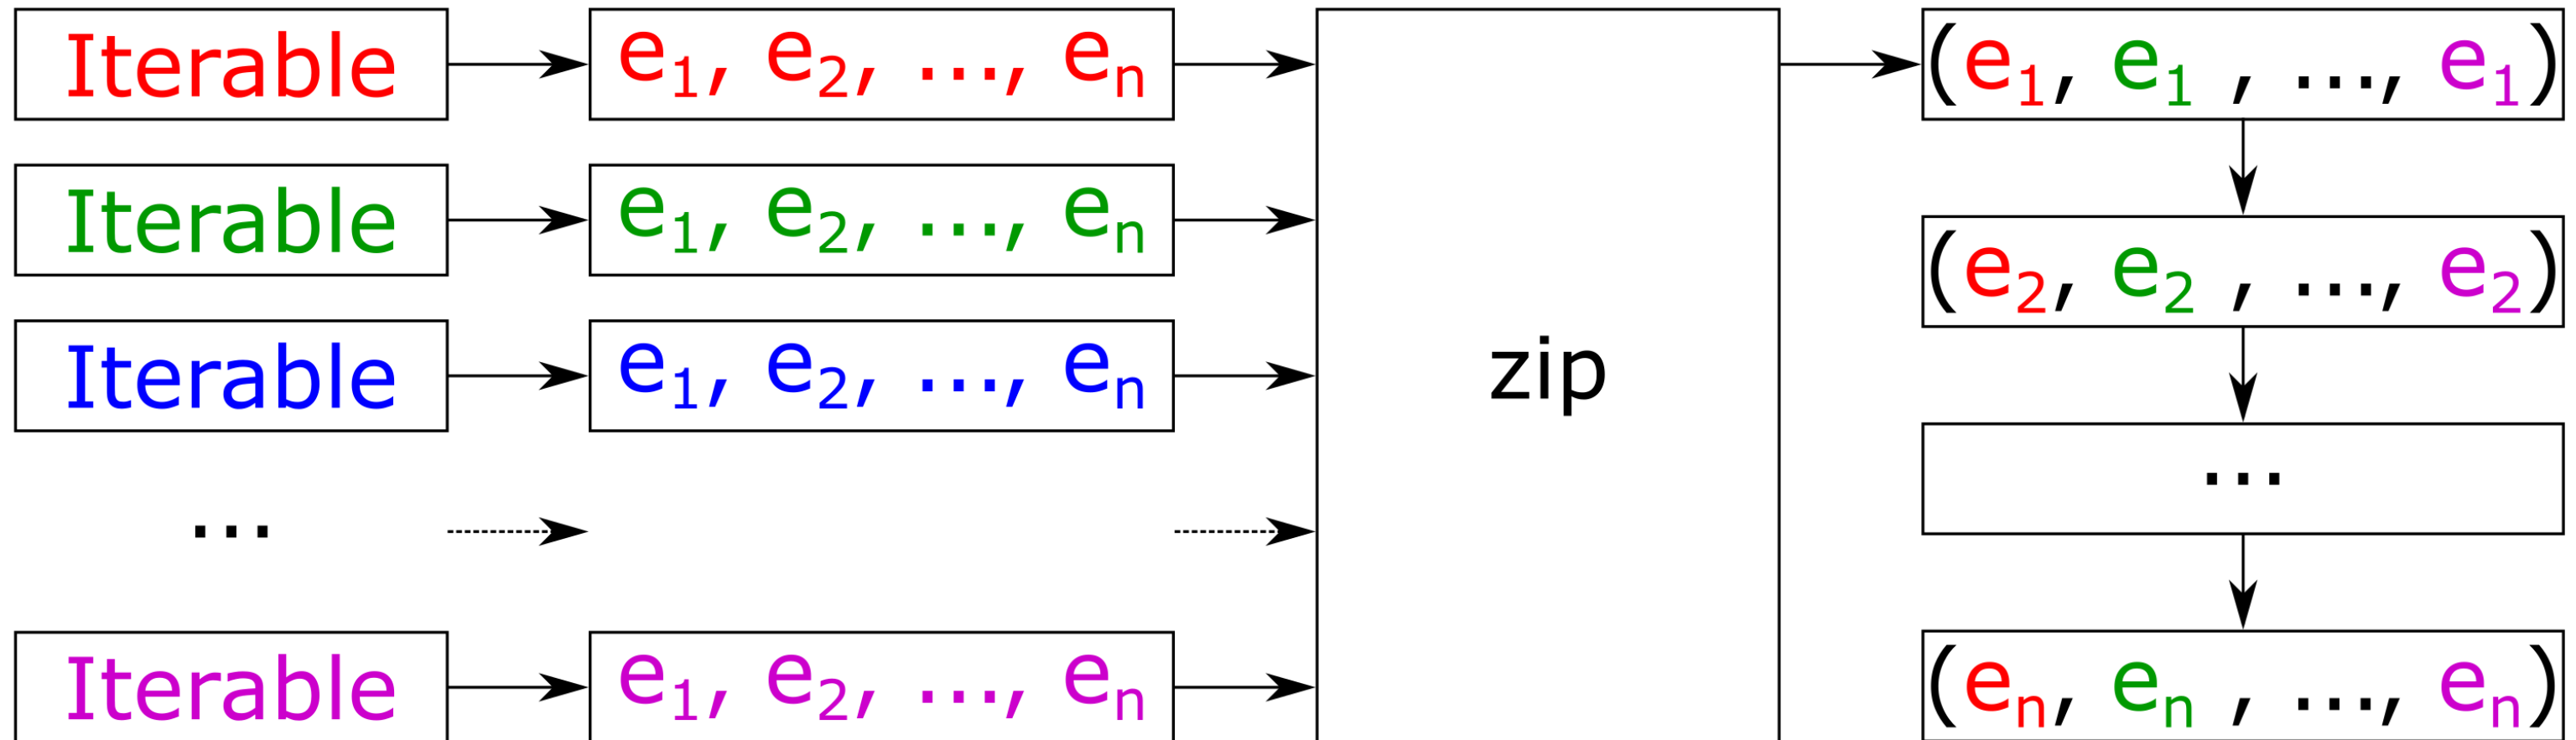 Iterable e₁, e₂, ..., eₙ (e₁, e₁ , ..., e₁)
Iterable e₁, e₂, ..., eₙ
(e₂, e₂ , ..., e₂)
Iterable e₁, e₂, ..., eₙ
zip
...
...
Iterable e₁, e₂, ..., eₙ (eₙ, eₙ , ..., eₙ)